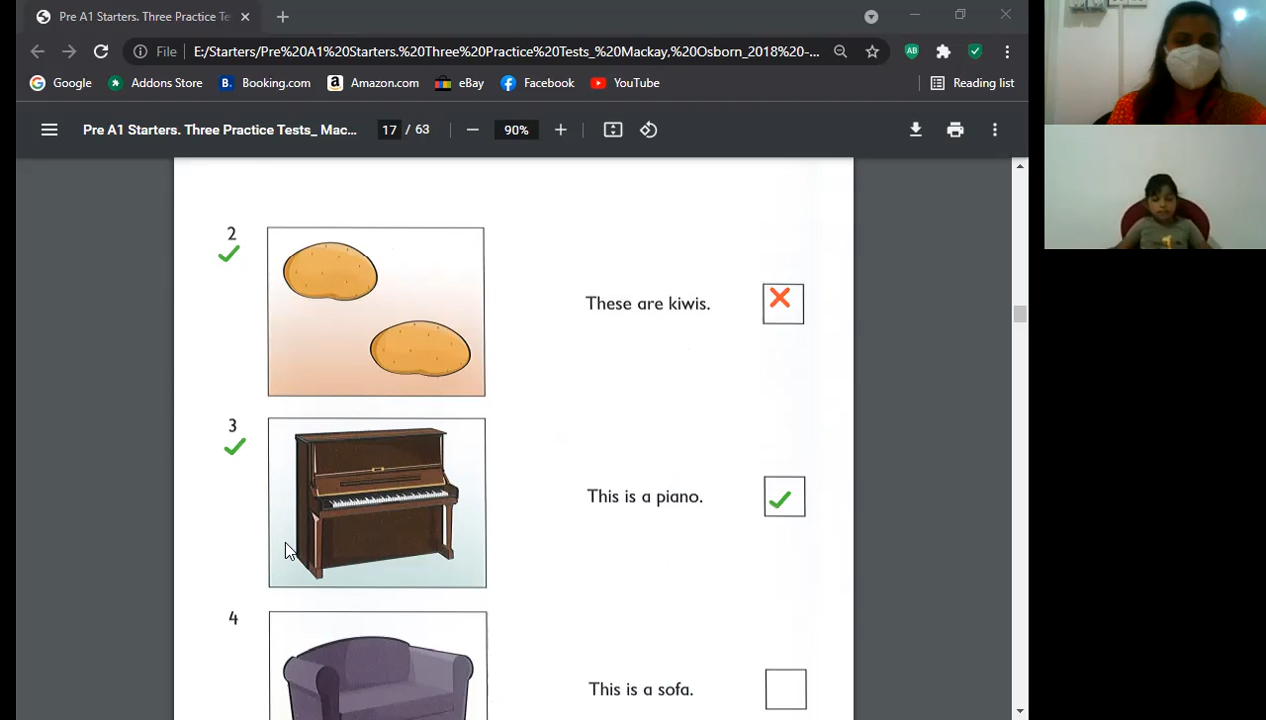 Pre A1 Starters. Three Practice Te
File E:/Starters/Pre%20A1%20Starters.%20Three%20Practice%20Tests_%20Mackay,%20Osborn_2018%20-...
AB
Google Addons Store B. Booking.com Amazon.com eBay Facebook YouTube Reading list
Pre A1 Starters. Three Practice Tests_ Mac... 17 / 63 90%
2
These are kiwis.
3
This is a piano.
4
This is a sofa.